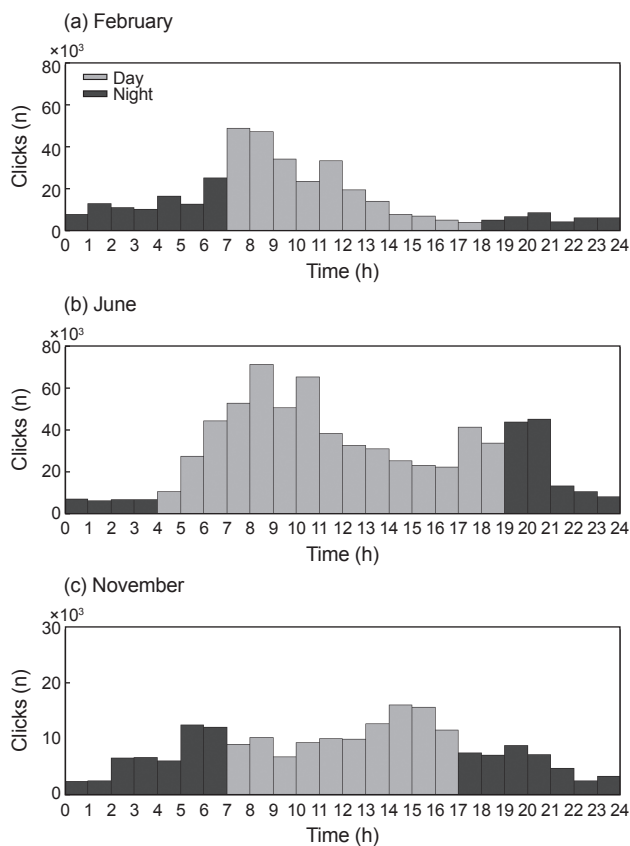 (a) February
×10³
80
60
40
20
0
Clicks (n)
Day
Night
0 1 2 3 4 5 6 7 8 9 10 11 12 13 14 15 16 17 18 19 20 21 22 23 24
Time (h)
(b) June
×10³
80
60
40
20
0
Clicks (n)
0 1 2 3 4 5 6 7 8 9 10 11 12 13 14 15 16 17 18 19 20 21 22 23 24
Time (h)
(c) November
×10³
30
20
10
0
Clicks (n)
0 1 2 3 4 5 6 7 8 9 10 11 12 13 14 15 16 17 18 19 20 21 22 23 24
Time (h)